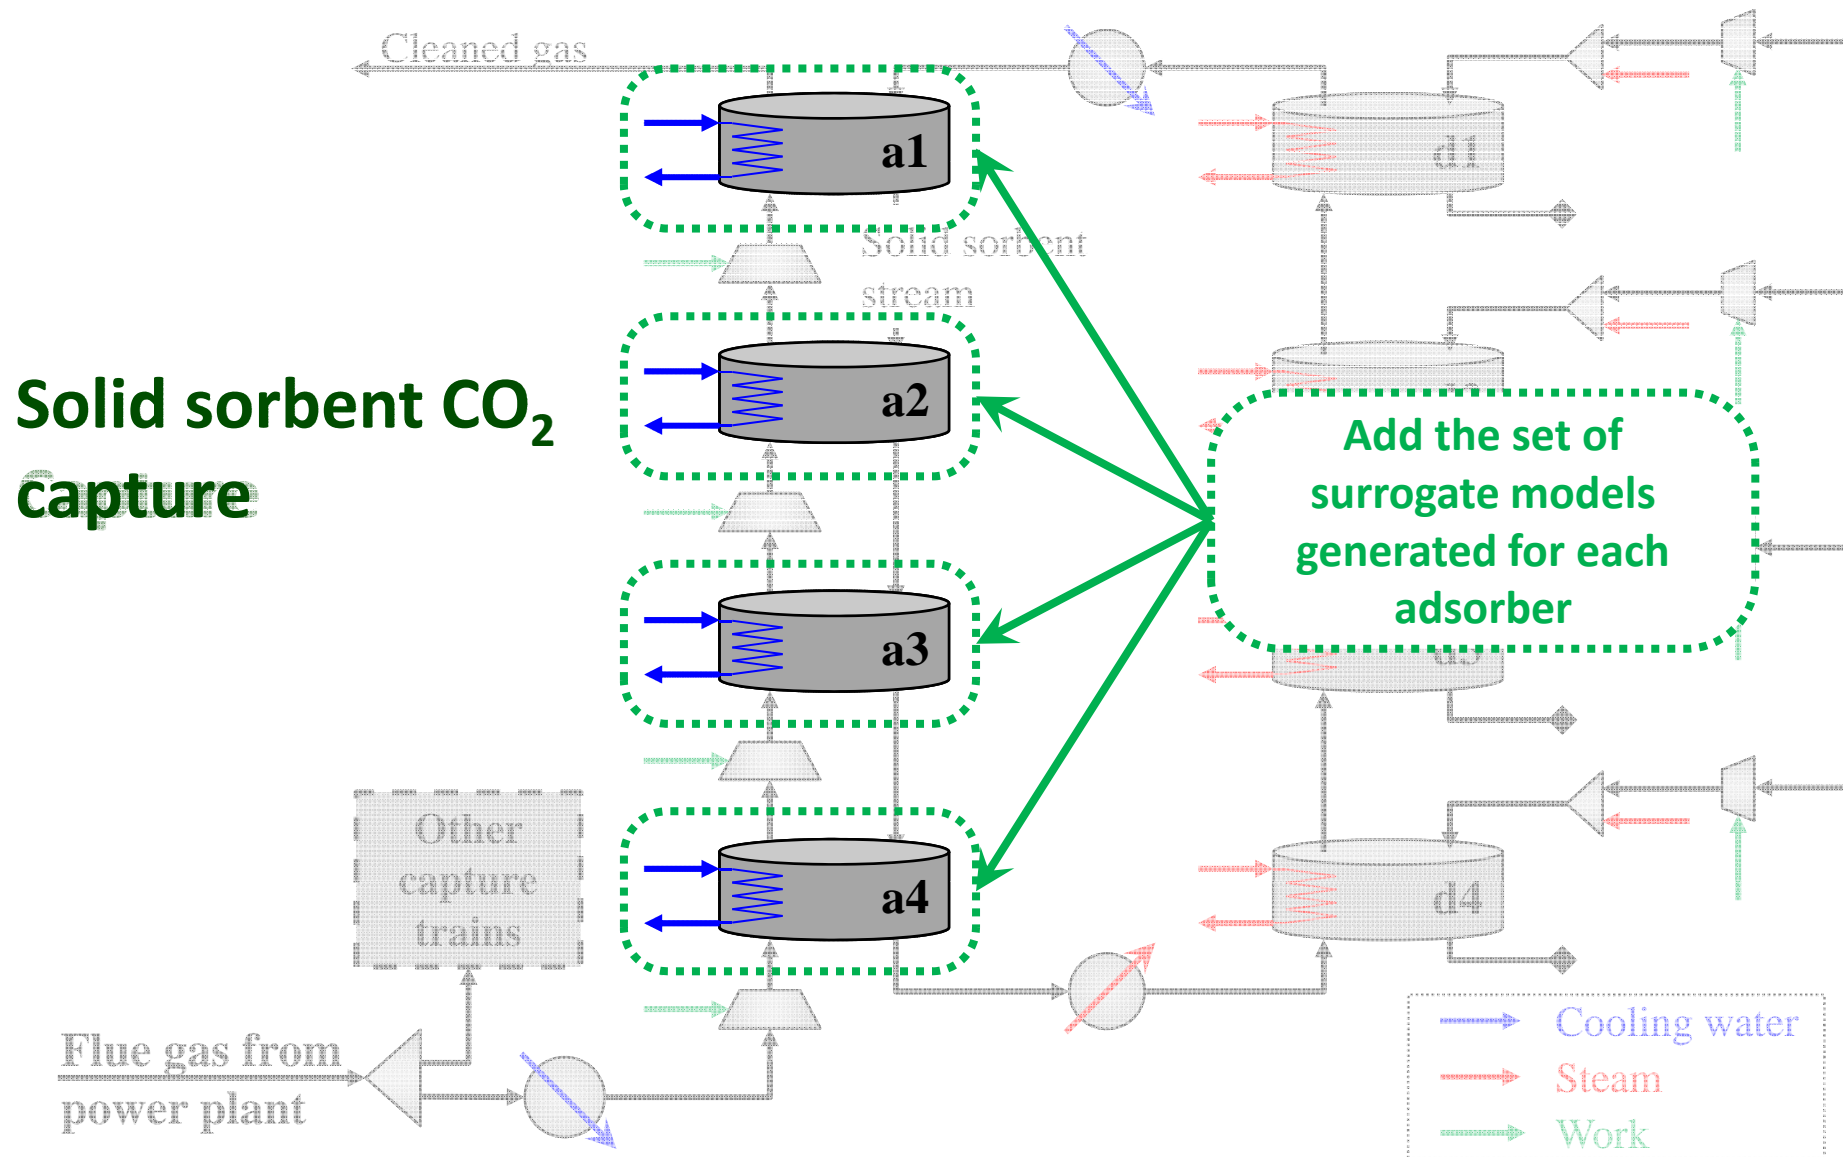 Cleaned gas
a1
d1
Solid sorbent
stream
a2
Solid sorbent CO₂
capture
Add the set of
surrogate models
generated for each
adsorber
a3
d3
a4
d4
Other
capture
trains
Flue gas from
power plant
Cooling water
Steam
Work